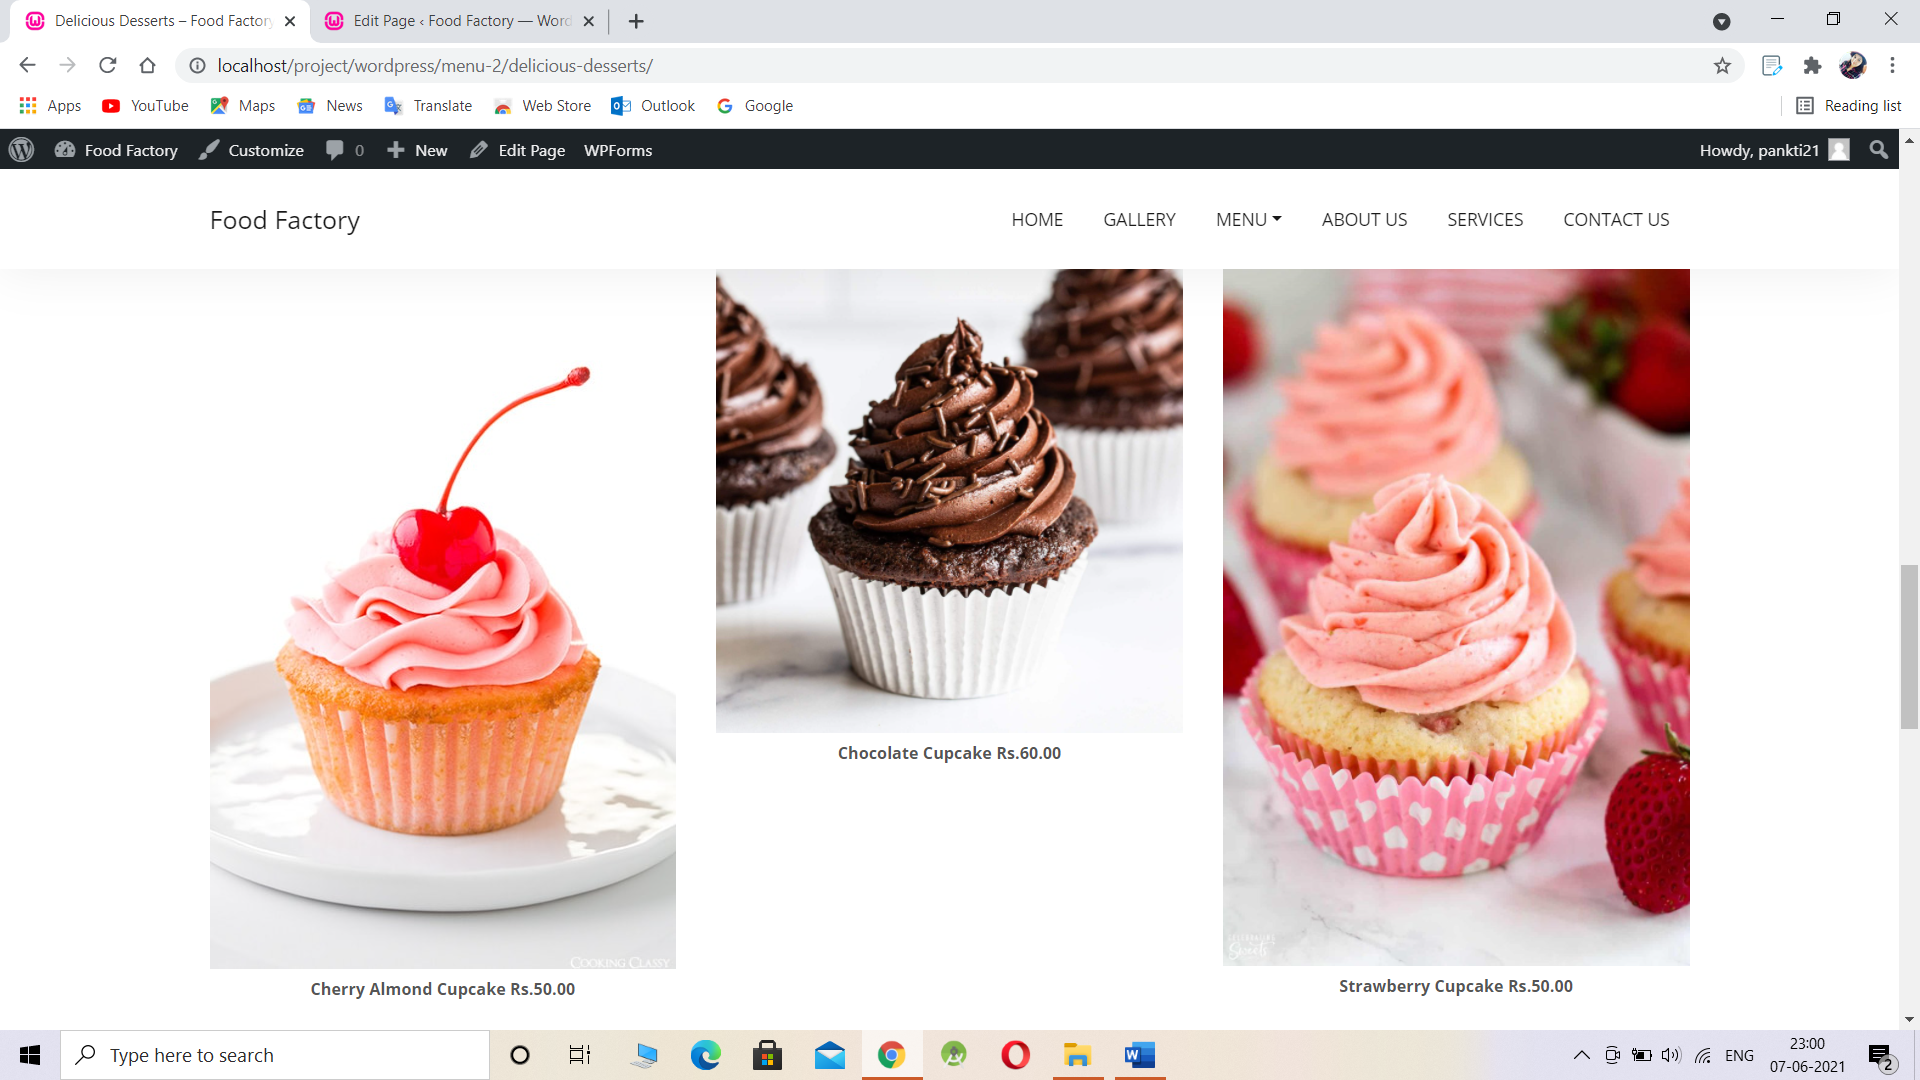 Delicious Desserts – Food Factory
Edit Page ‹ Food Factory — Word
localhost/project/wordpress/menu-2/delicious-desserts/
Apps YouTube Maps News Translate Web Store Outlook Google Reading list
Food Factory Customize 0 New Edit Page WPForms Howdy, pankti21
Food Factory HOME GALLERY MENU ABOUT US SERVICES CONTACT US
Chocolate Cupcake Rs.60.00
COOKING CLASSY
Sweets
Cherry Almond Cupcake Rs.50.00
Strawberry Cupcake Rs.50.00
Type here to search
ENG
23:00
07-06-2021
2